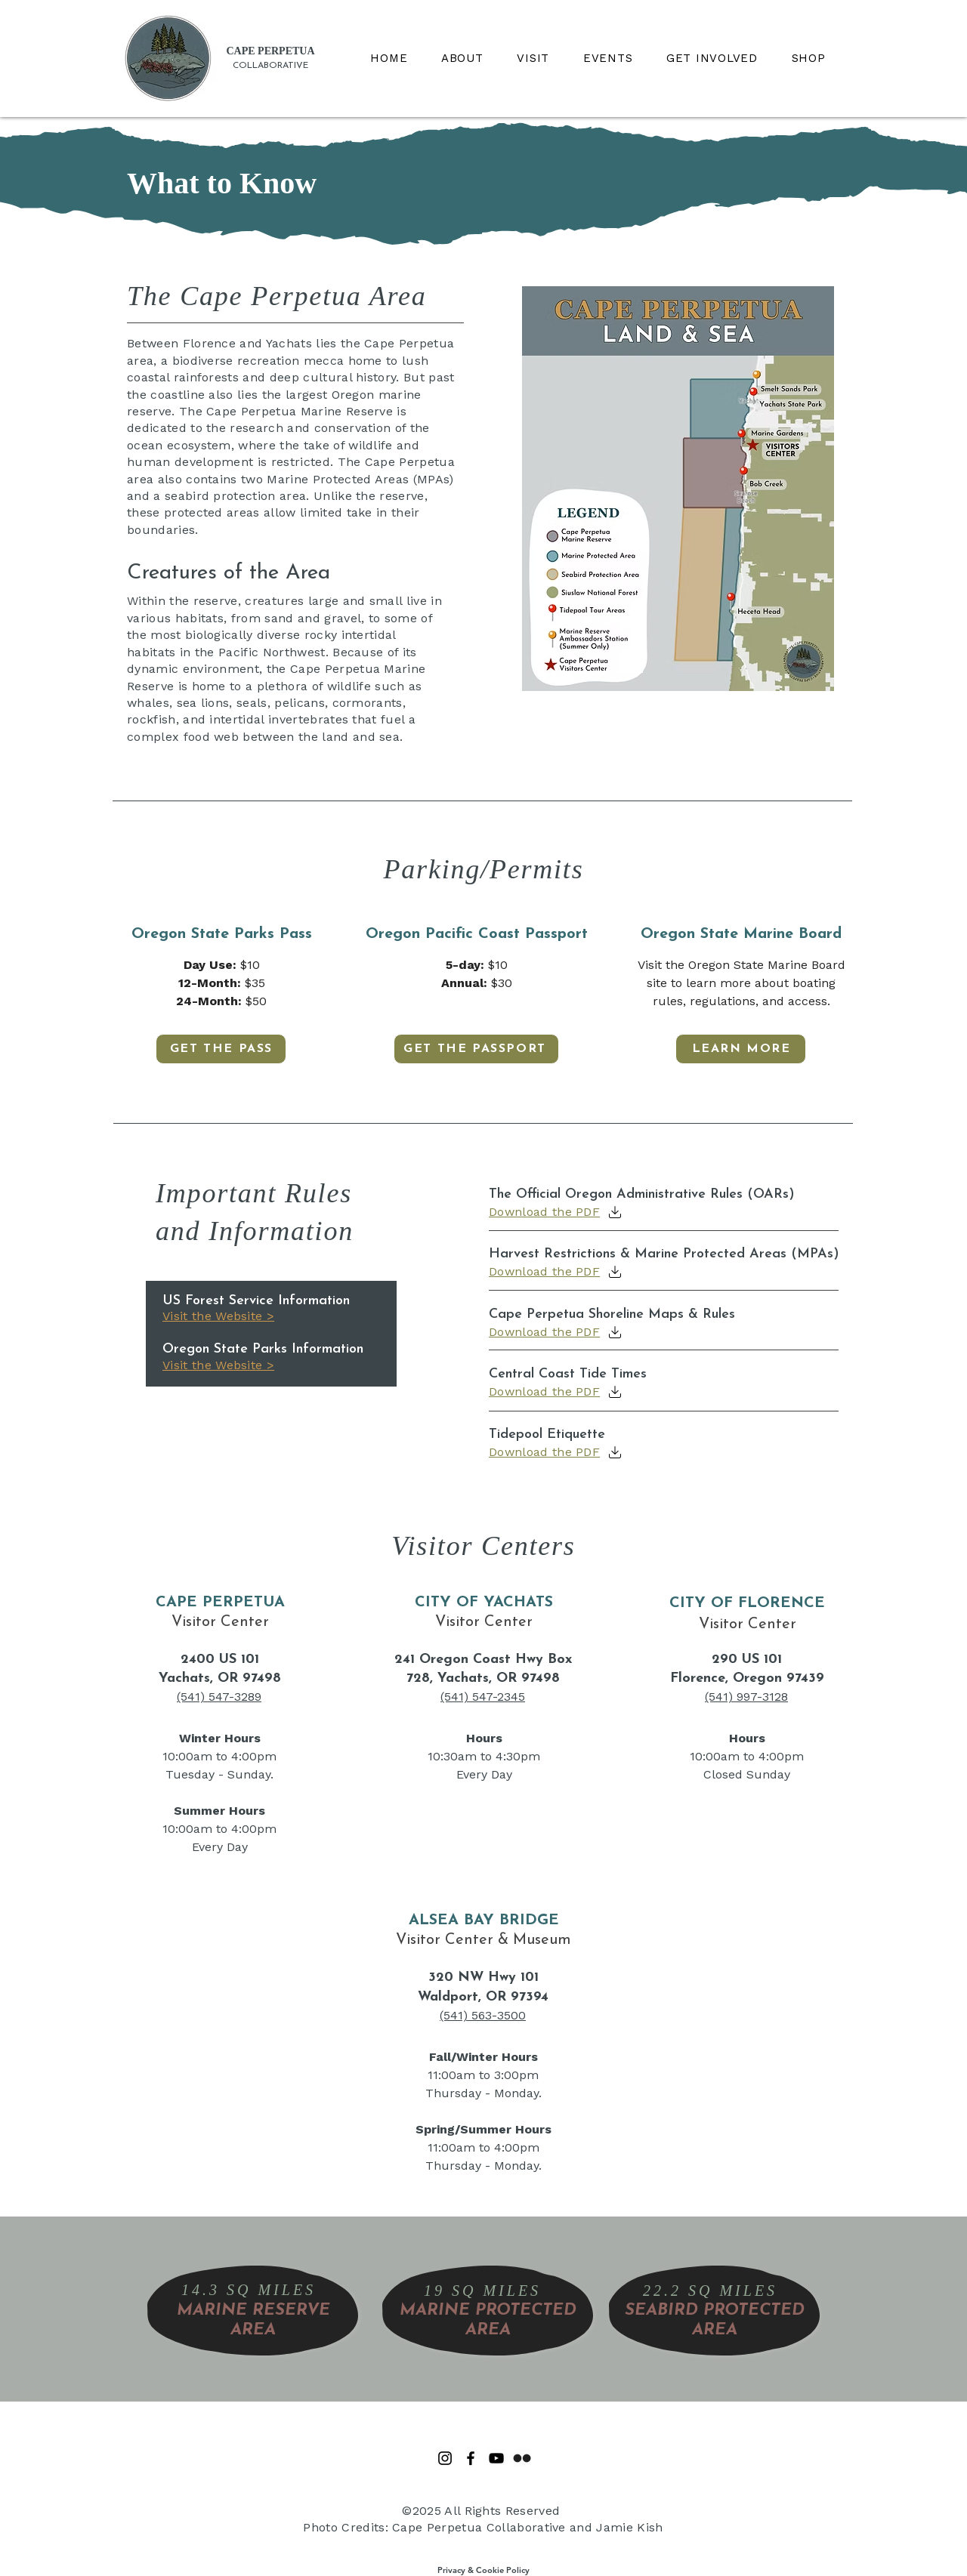 CAPE PERPETUA
COLLABORATIVE
HOME ABOUT VISIT EVENTS GET INVOLVED SHOP
What to Know
The Cape Perpetua Area
Between Florence and Yachats lies the Cape Perpetua
area, a biodiverse recreation mecca home to lush
coastal rainforests and deep cultural history. But past
the coastline also lies the largest Oregon marine
reserve. The Cape Perpetua Marine Reserve is
dedicated to the research and conservation of the
ocean ecosystem, where the take of wildlife and
human development is restricted. The Cape Perpetua
area also contains two Marine Protected Areas (MPAs)
and a seabird protection area. Unlike the reserve,
these protected areas allow limited take in their
boundaries.
Creatures of the Area
Within the reserve, creatures large and small live in
various habitats, from sand and gravel, to some of
the most biologically diverse rocky intertidal
habitats in the Pacific Northwest. Because of its
dynamic environment, the Cape Perpetua Marine
Reserve is home to a plethora of wildlife such as
whales, sea lions, seals, pelicans, cormorants,
rockfish, and intertidal invertebrates that fuel a
complex food web between the land and sea.
CAPE PERPETUA
LAND & SEA
Smelt Sands Park
Yachats State Park
Marine Gardens
VISITORS
CENTER
Bob Creek
Heceta Head
LEGEND
Cape Perpetua
Marine Reserve
Marine Protected Area
Seabird Protection Area
Siuslaw National Forest
Tidepool Tour Areas
Marine Reserve
Ambassadors Station
(Summer Only)
Cape Perpetua
Visitors Center
Parking/Permits
Oregon State Parks Pass
Day Use: $10
12-Month: $35
24-Month: $50
GET THE PASS
Oregon Pacific Coast Passport
5-day: $10
Annual: $30
GET THE PASSPORT
Oregon State Marine Board
Visit the Oregon State Marine Board
site to learn more about boating
rules, regulations, and access.
LEARN MORE
Important Rules
and Information
US Forest Service Information
Visit the Website >
Oregon State Parks Information
Visit the Website >
The Official Oregon Administrative Rules (OARs)
Download the PDF
Harvest Restrictions & Marine Protected Areas (MPAs)
Download the PDF
Cape Perpetua Shoreline Maps & Rules
Download the PDF
Central Coast Tide Times
Download the PDF
Tidepool Etiquette
Download the PDF
Visitor Centers
CAPE PERPETUA
Visitor Center
2400 US 101
Yachats, OR 97498
(541) 547-3289
Winter Hours
10:00am to 4:00pm
Tuesday - Sunday.
Summer Hours
10:00am to 4:00pm
Every Day
CITY OF YACHATS
Visitor Center
241 Oregon Coast Hwy Box
728, Yachats, OR 97498
(541) 547-2345
Hours
10:30am to 4:30pm
Every Day
CITY OF FLORENCE
Visitor Center
290 US 101
Florence, Oregon 97439
(541) 997-3128
Hours
10:00am to 4:00pm
Closed Sunday
ALSEA BAY BRIDGE
Visitor Center & Museum
320 NW Hwy 101
Waldport, OR 97394
(541) 563-3500
Fall/Winter Hours
11:00am to 3:00pm
Thursday - Monday.
Spring/Summer Hours
11:00am to 4:00pm
Thursday - Monday.
14.3 SQ MILES
MARINE RESERVE
AREA
19 SQ MILES
MARINE PROTECTED
AREA
22.2 SQ MILES
SEABIRD PROTECTED
AREA
©2025 All Rights Reserved
Photo Credits: Cape Perpetua Collaborative and Jamie Kish
Privacy & Cookie Policy